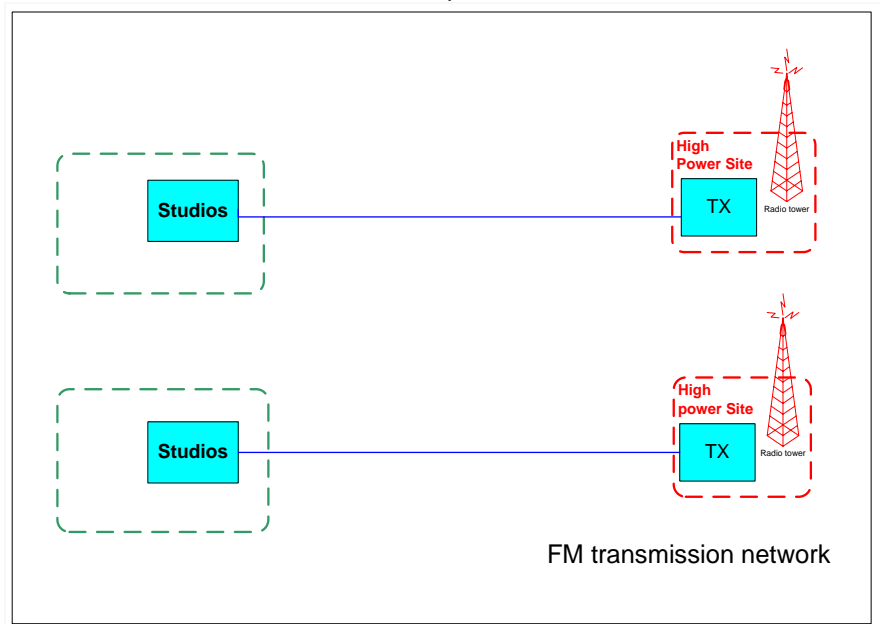 High
Power Site
Studios
TX
Radio tower
High
power Site
Studios
TX
Radio tower
FM transmission network